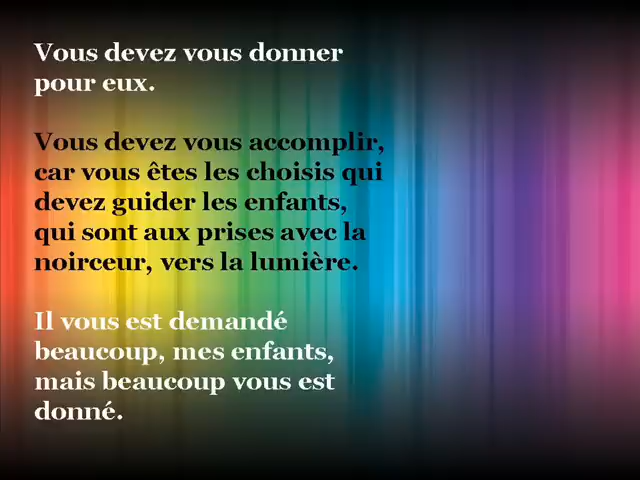 Vous devez vous donner
pour eux.
Vous devez vous accomplir,
car vous êtes les choisis qui
devez guider les enfants,
qui sont aux prises avec la
noirceur, vers la lumière.
Il vous est demandé
beaucoup, mes enfants,
mais beaucoup vous est
donné.